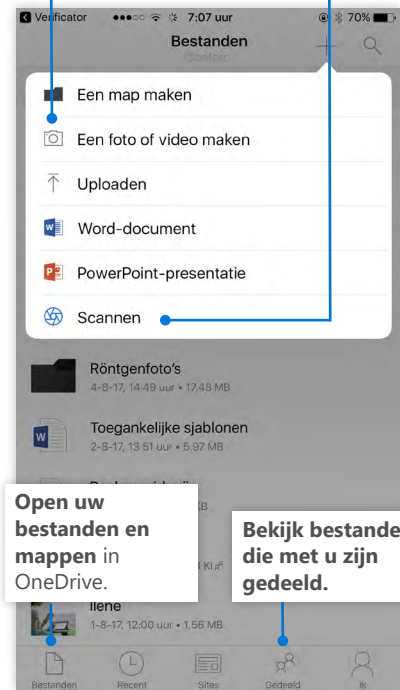 Verificator 7:07 uur 70%
Bestanden
Een map maken
Een foto of video maken
Uploaden
Word-document
PowerPoint-presentatie
Scannen
Röntgenfoto's
4-8-17, 14:49 uur • 17,48 MB
Toegankelijke sjablonen
2-8-17, 13:51 uur • 5,97 MB
Open uw
bestanden en
mappen in
OneDrive.
Bekijk bestande
die met u zijn
gedeeld.
Ilene
1-8-17, 12:00 uur • 1,56 MB
Bestanden Recent Sites Gedeeld Ik